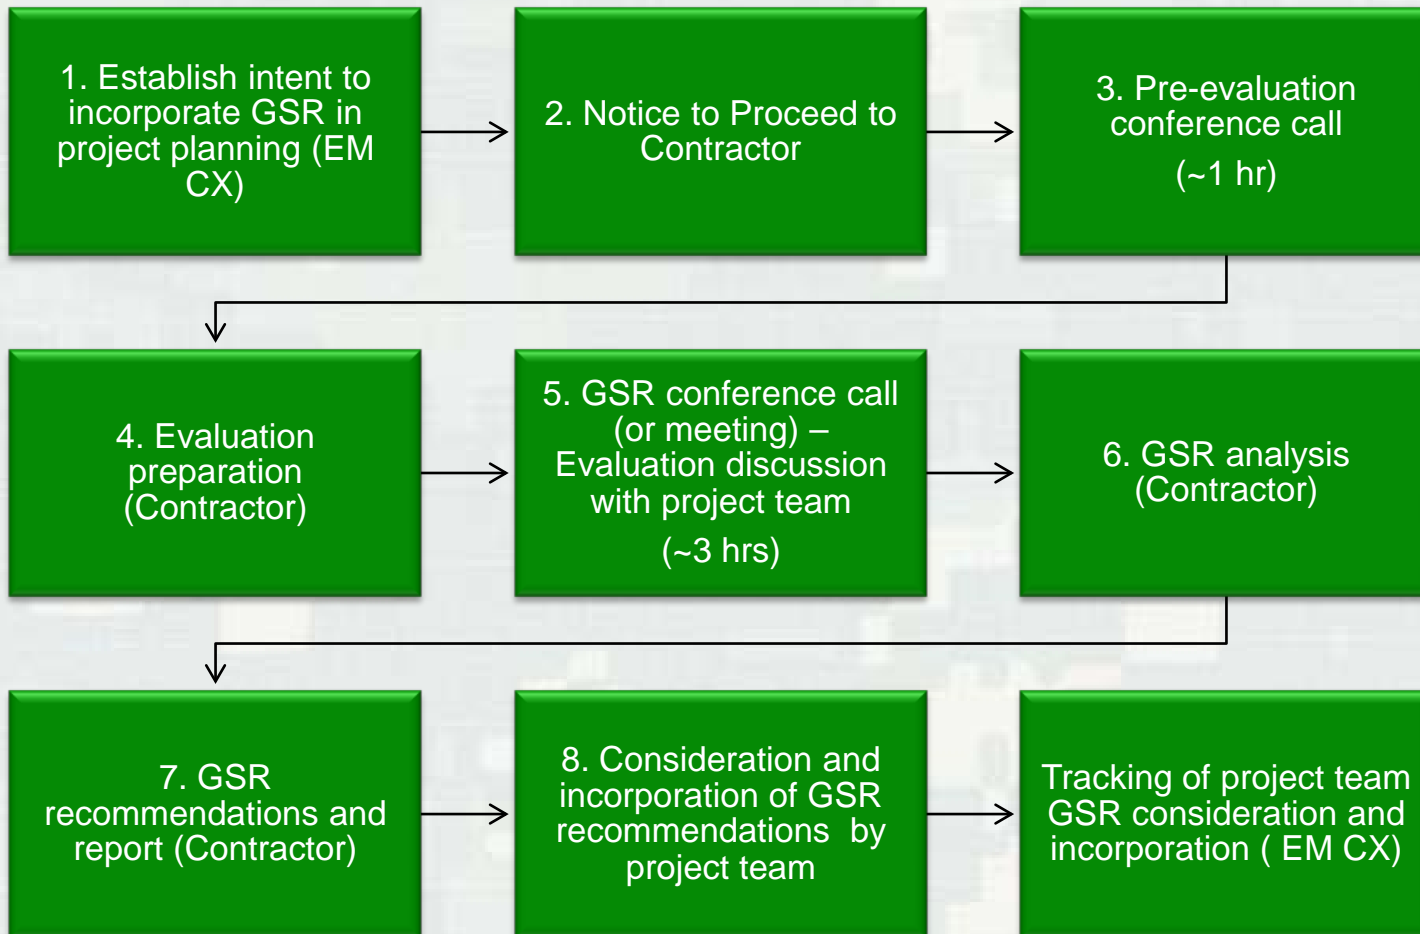 1. Establish intent to
incorporate GSR in
project planning (EM
CX)
2. Notice to Proceed to
Contractor
3. Pre-evaluation
conference call
(~1 hr)
4. Evaluation
preparation
(Contractor)
5. GSR conference call
(or meeting) –
Evaluation discussion
with project team
(~3 hrs)
6. GSR analysis
(Contractor)
7. GSR
recommendations and
report (Contractor)
8. Consideration and
incorporation of GSR
recommendations by
project team
Tracking of project team
GSR consideration and
incorporation ( EM CX)